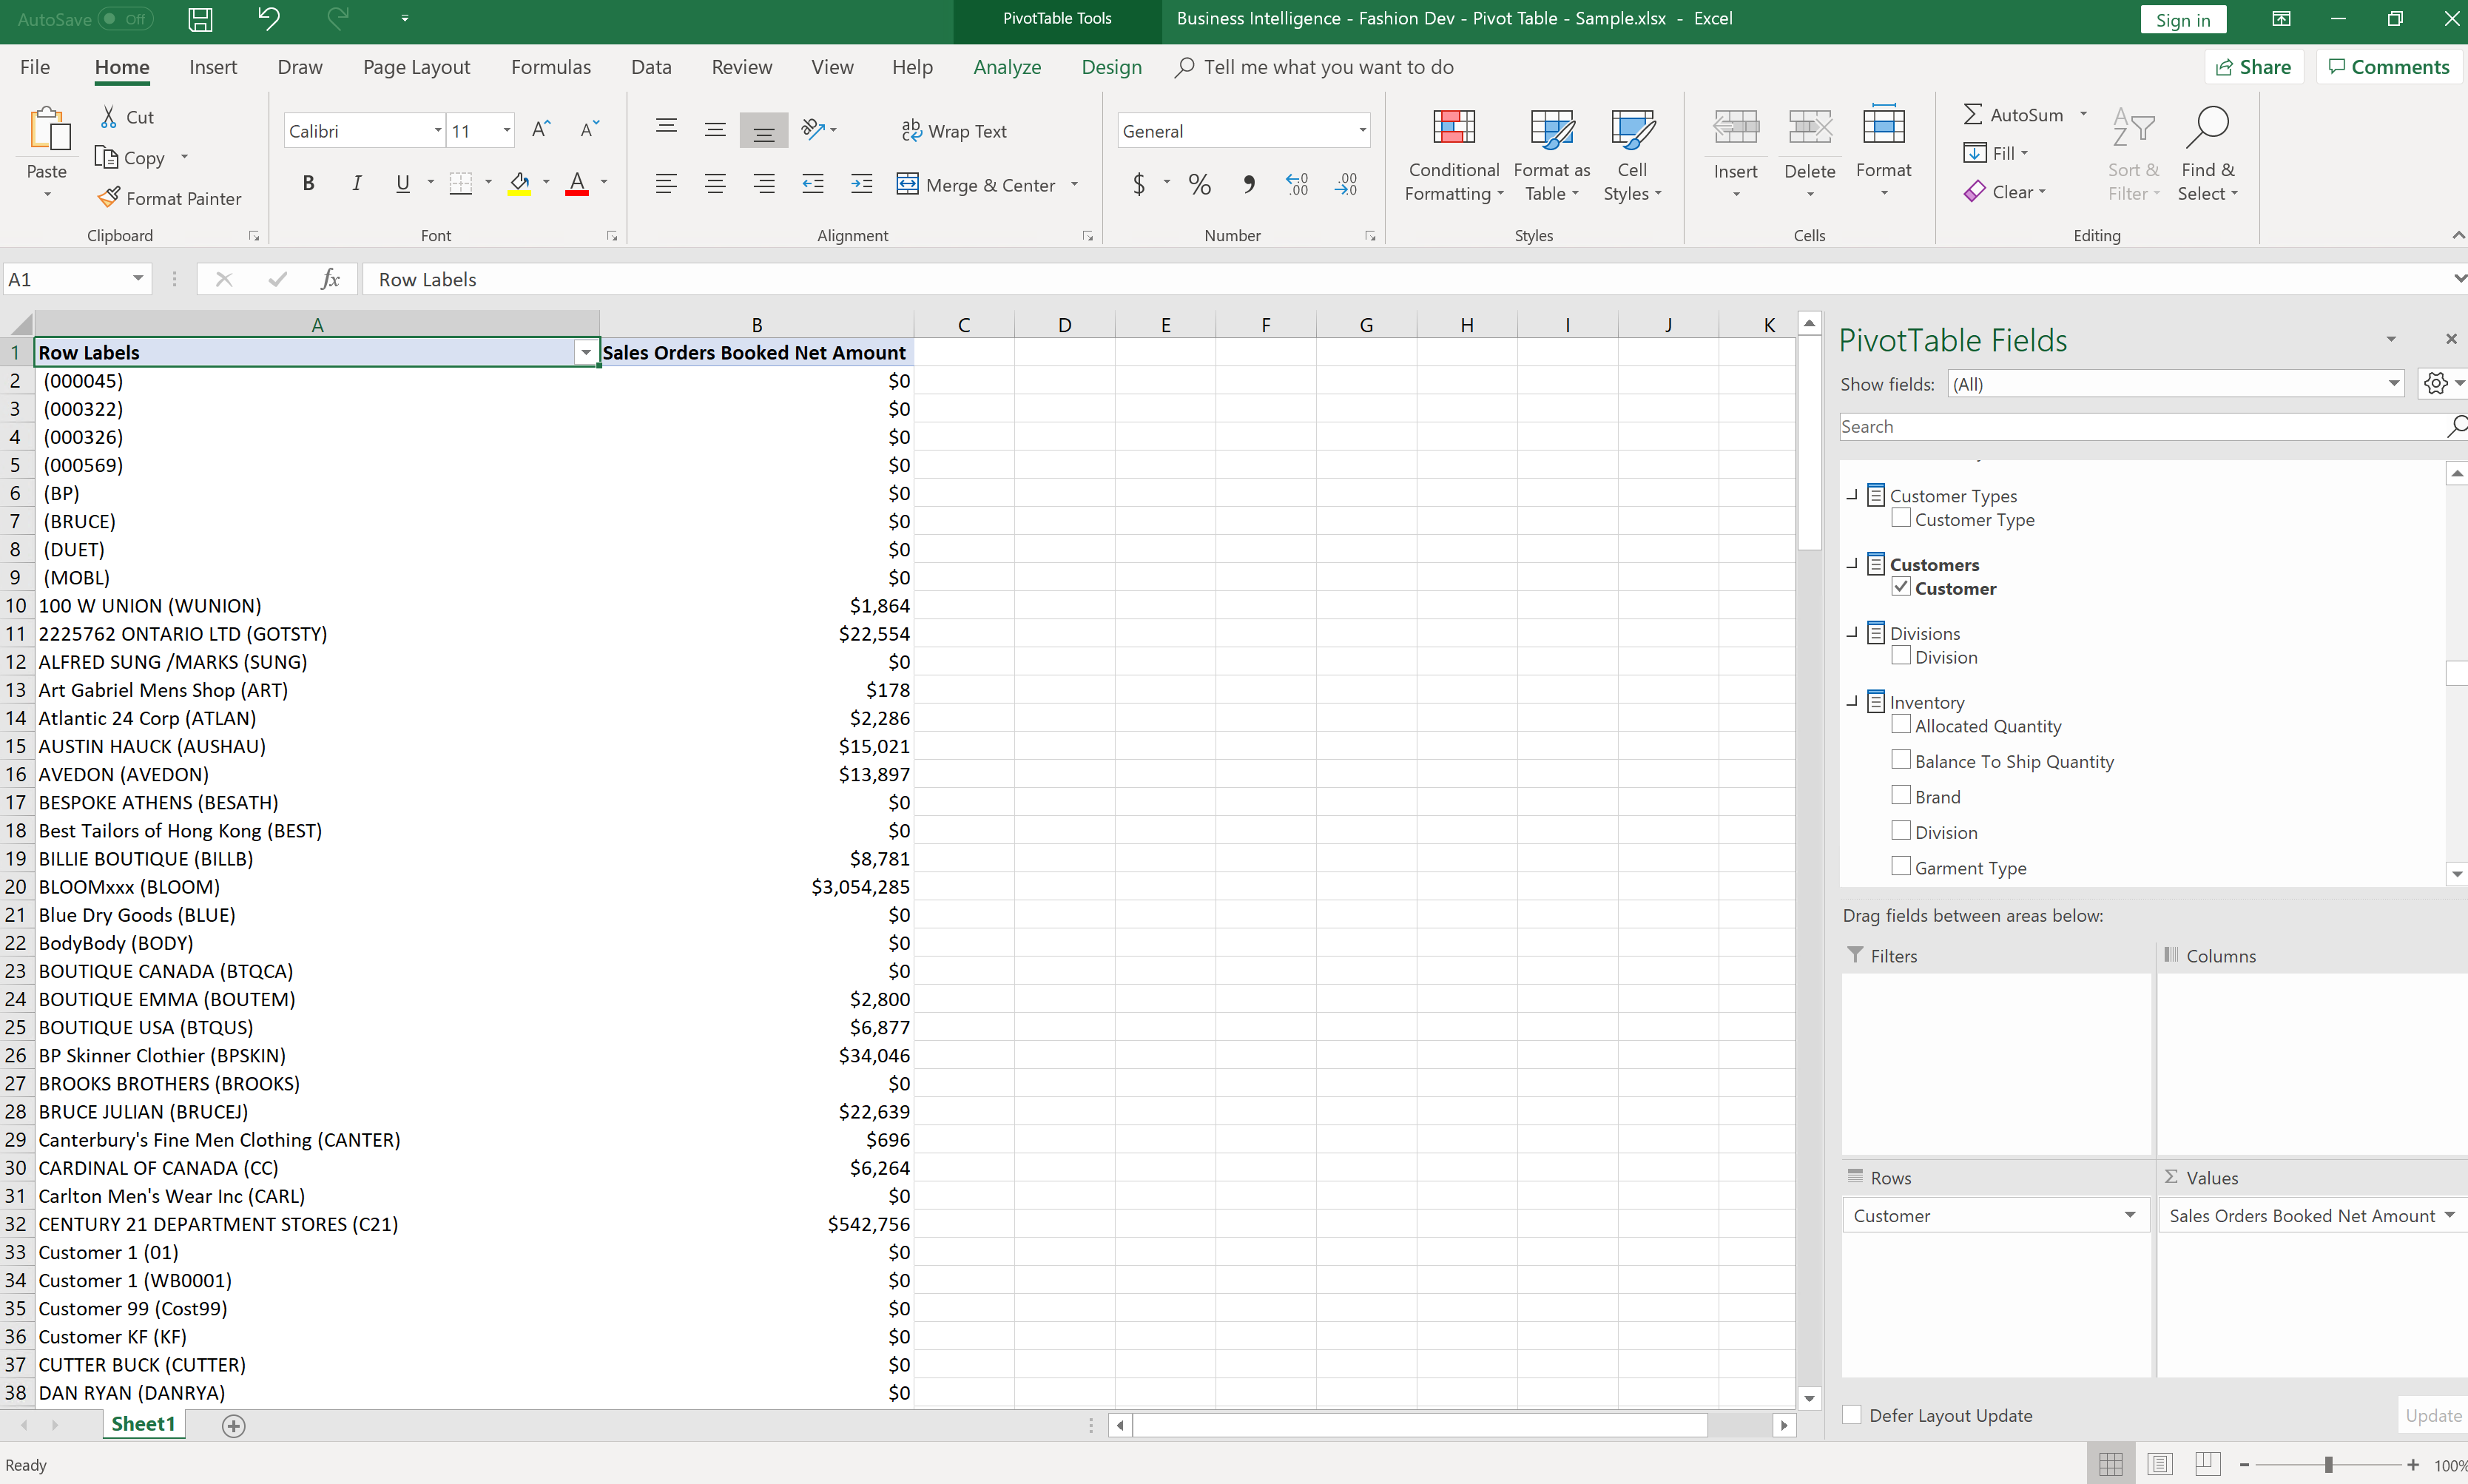 AutoSave Off
PivotTable Tools
Business Intelligence - Fashion Dev - Pivot Table - Sample.xlsx - Excel
Sign in
File Home Insert Draw Page Layout Formulas Data Review View Help Analyze Design Tell me what you want to do Share Comments
Paste
Cut
Copy
Format Painter
Clipboard
Calibri 11
B I U
Font
Wrap Text
Merge & Center
Alignment
General
$ % , .00 .00
Number
Conditional Formatting
Format as Table
Cell Styles
Styles
Insert Delete Format
Cells
AutoSum
Fill
Clear
Sort & Filter
Find & Select
Editing
A1 fx Row Labels
A B C D E F G H I J K
1 Row Labels Sales Orders Booked Net Amount
2 (000045) $0
3 (000322) $0
4 (000326) $0
5 (000569) $0
6 (BP) $0
7 (BRUCE) $0
8 (DUET) $0
9 (MOBL) $0
10 100 W UNION (WUNION) $1,864
11 2225762 ONTARIO LTD (GOTSTY) $22,554
12 ALFRED SUNG /MARKS (SUNG) $0
13 Art Gabriel Mens Shop (ART) $178
14 Atlantic 24 Corp (ATLAN) $2,286
15 AUSTIN HAUCK (AUSHAU) $15,021
16 AVEDON (AVEDON) $13,897
17 BESPOKE ATHENS (BESATH) $0
18 Best Tailors of Hong Kong (BEST) $0
19 BILLIE BOUTIQUE (BILLB) $8,781
20 BLOOMxxx (BLOOM) $3,054,285
21 Blue Dry Goods (BLUE) $0
22 BodyBody (BODY) $0
23 BOUTIQUE CANADA (BTQCA) $0
24 BOUTIQUE EMMA (BOUTEM) $2,800
25 BOUTIQUE USA (BTQUS) $6,877
26 BP Skinner Clothier (BPSKIN) $34,046
27 BROOKS BROTHERS (BROOKS) $0
28 BRUCE JULIAN (BRUCEJ) $22,639
29 Canterbury's Fine Men Clothing (CANTER) $696
30 CARDINAL OF CANADA (CC) $6,264
31 Carlton Men's Wear Inc (CARL) $0
32 CENTURY 21 DEPARTMENT STORES (C21) $542,756
33 Customer 1 (01) $0
34 Customer 1 (WB0001) $0
35 Customer 99 (Cost99) $0
36 Customer KF (KF) $0
37 CUTTER BUCK (CUTTER) $0
38 DAN RYAN (DANRYA) $0
PivotTable Fields
Show fields: (All)
Search
Customer Types
Customer Type
Customers
Customer
Divisions
Division
Inventory
Allocated Quantity
Balance To Ship Quantity
Brand
Division
Garment Type
Drag fields between areas below:
Filters
Columns
Rows
Values
Customer
Sales Orders Booked Net Amount
Defer Layout Update
Update
Sheet1
Ready
100%